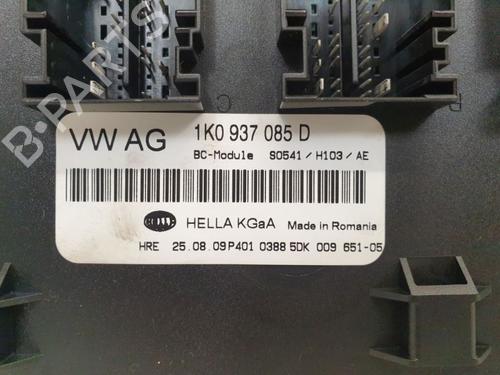 VW AG
1K0 937 085 D
BC-Module S0541 / H103 / AE
HELLA HELLA KGaA Made in Romania
HRE 25.08.09P401 0388 5DK 009 651-05
B-PARTS